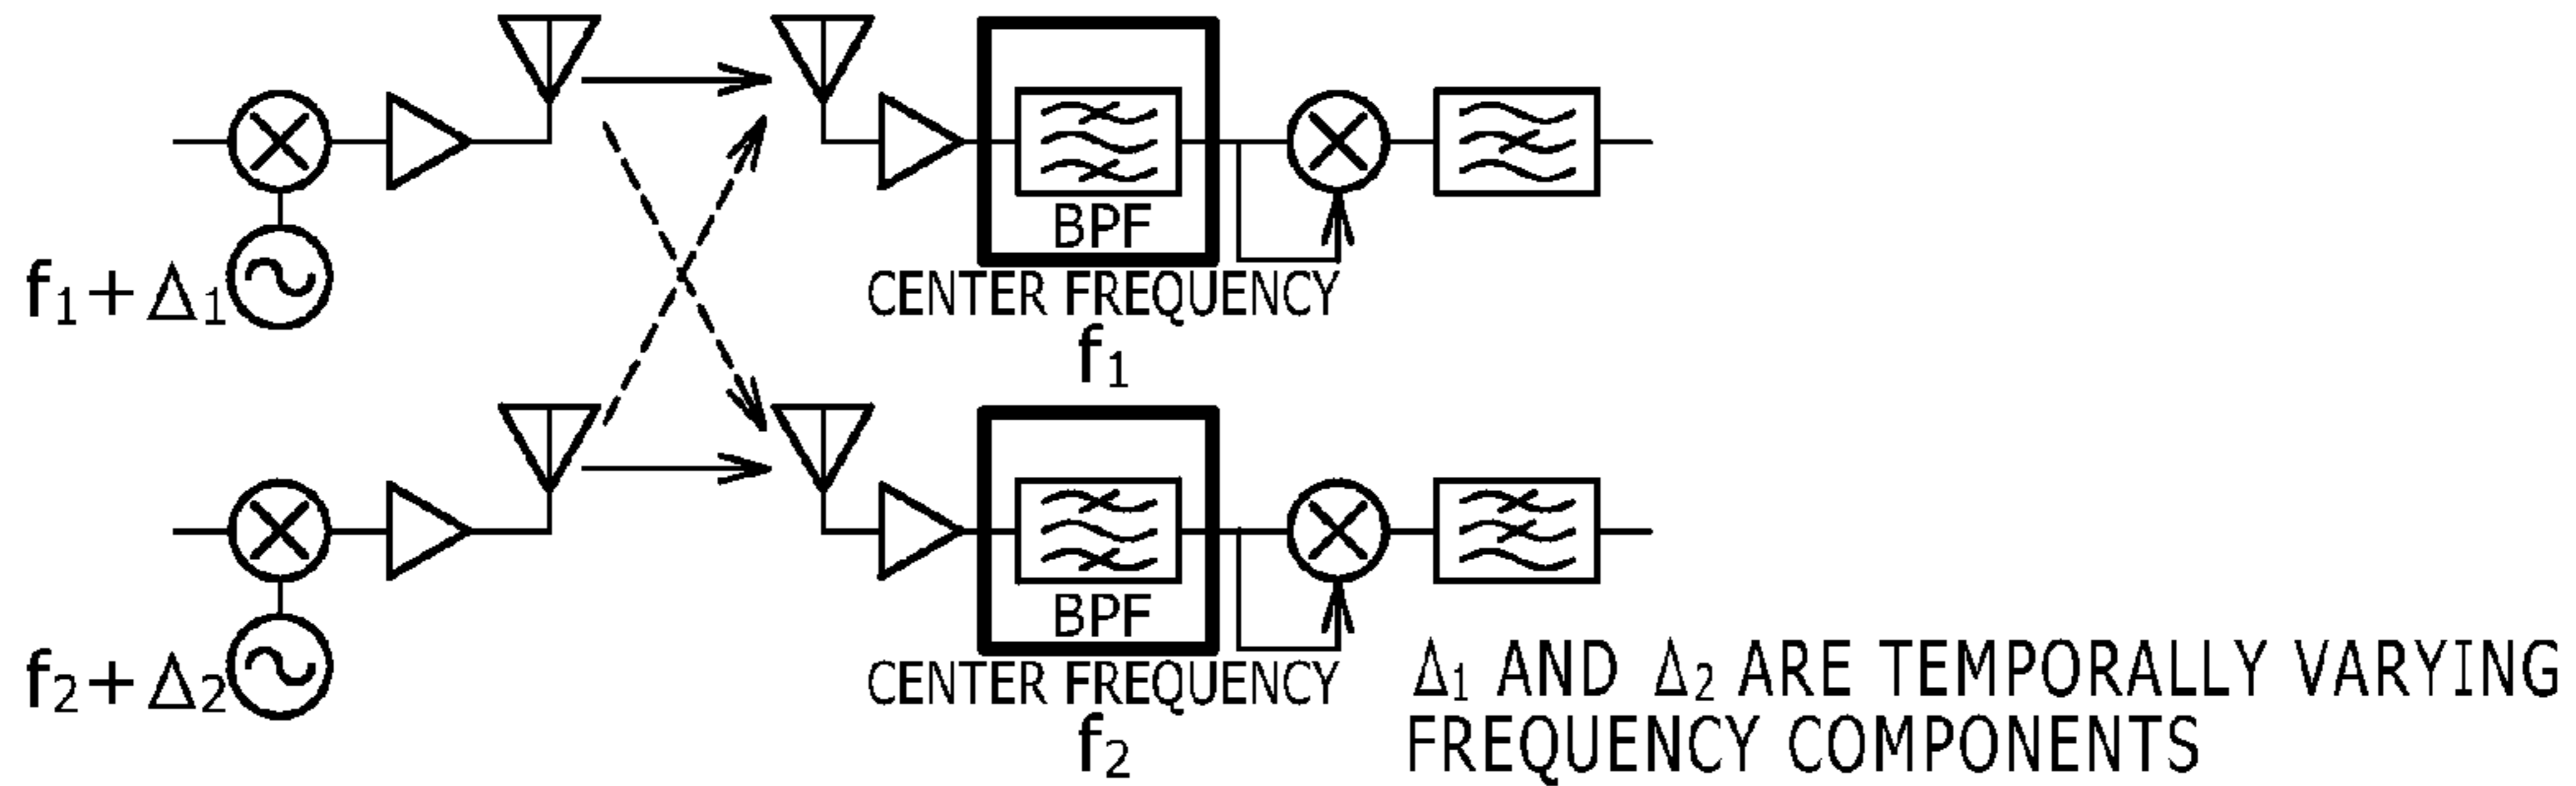 f₁+Δ₁
BPF
CENTER FREQUENCY
f₁
f₂+Δ₂
BPF
CENTER FREQUENCY
f₂
Δ₁ AND Δ₂ ARE TEMPORALLY VARYING
FREQUENCY COMPONENTS